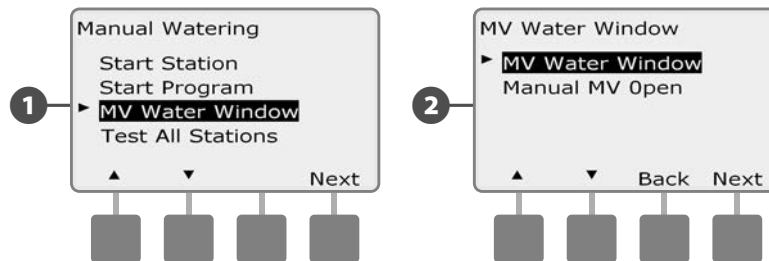 Manual Watering
Start Station
Start Program
MV Water Window
Test All Stations
Next
1
MV Water Window
MV Water Window
Manual MV 0pen
Back Next
2